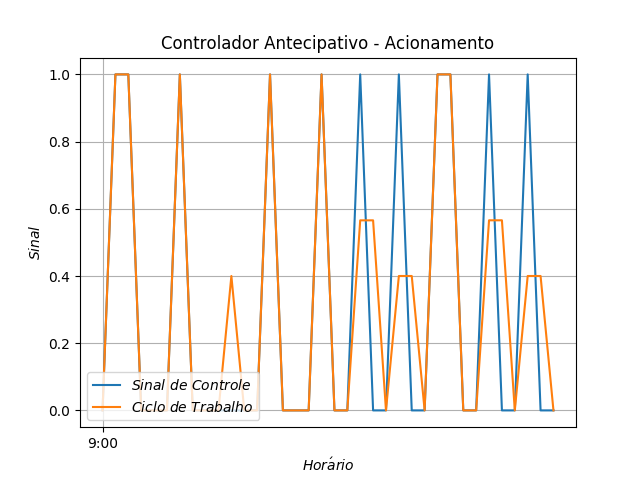 Controlador Antecipativo - Acionamento
1.0
0.8
0.6
0.4
0.2
0.0
Sinal
Sinal de Controle
Ciclo de Trabalho
9:00
Horário